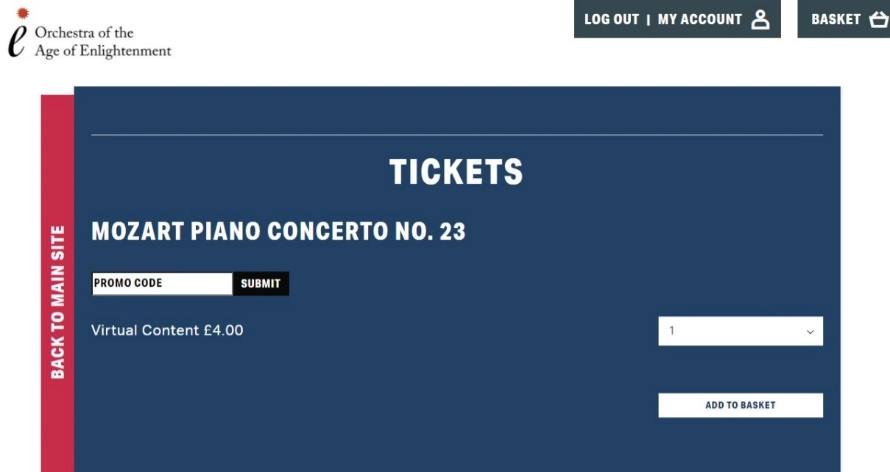 e Orchestra of the
Age of Enlightenment
LOG OUT | MY ACCOUNT
BASKET
BACK TO MAIN SITE
TICKETS
MOZART PIANO CONCERTO NO. 23
PROMO CODE SUBMIT
Virtual Content £4.00
1
ADD TO BASKET